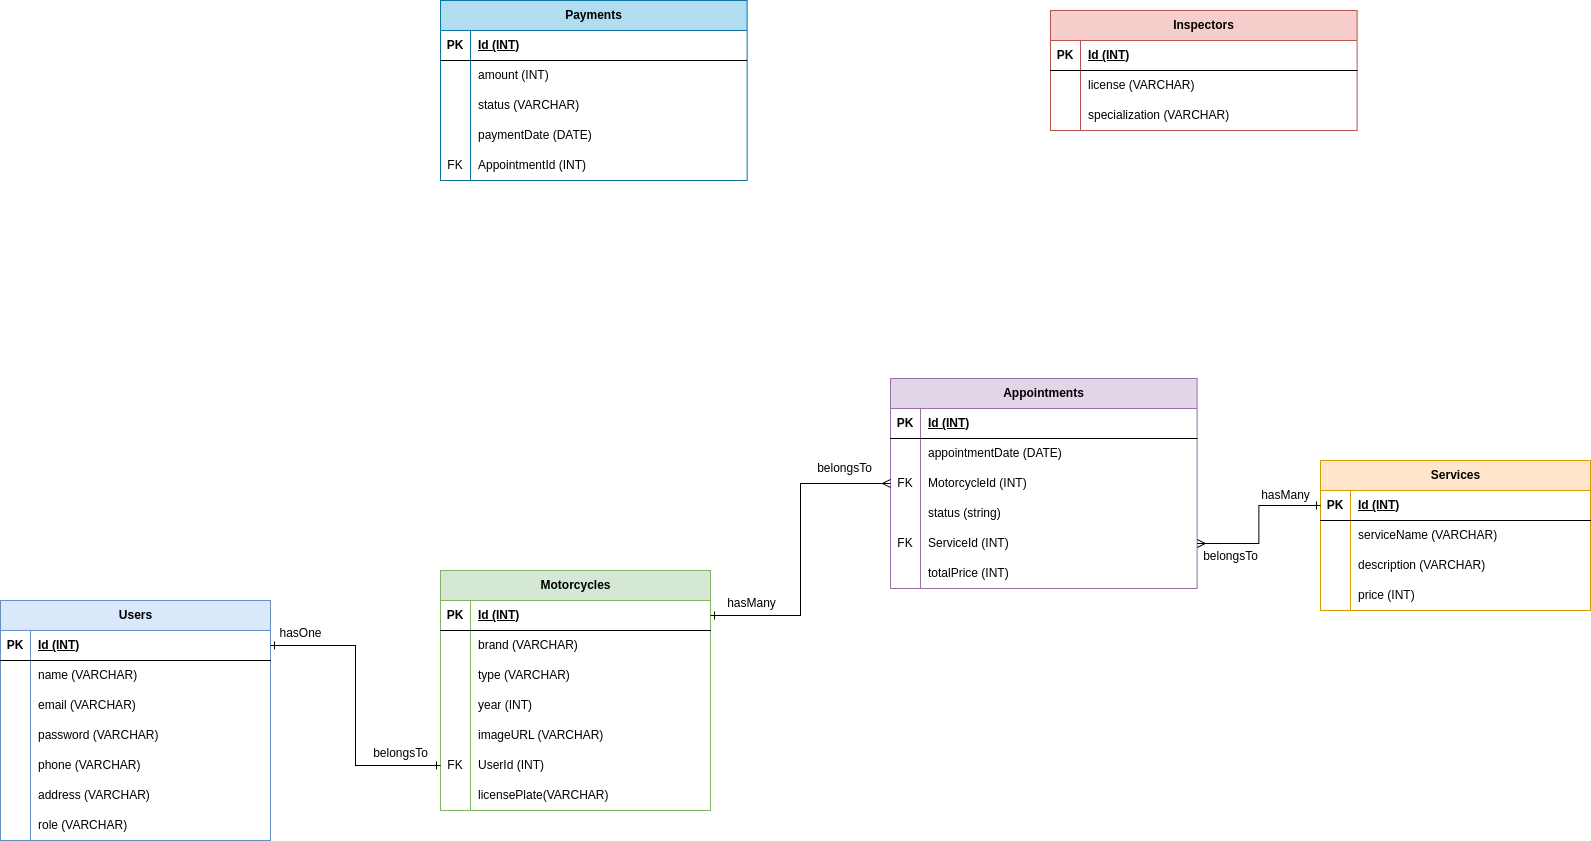 Payments
PK Id (INT)
amount (INT)
status (VARCHAR)
paymentDate (DATE)
FK AppointmentId (INT)
Inspectors
PK Id (INT)
license (VARCHAR)
specialization (VARCHAR)
Appointments
PK Id (INT)
appointmentDate (DATE)
FK MotorcycleId (INT)
status (string)
FK ServiceId (INT)
totalPrice (INT)
belongsTo
hasMany
belongsTo
Services
PK Id (INT)
serviceName (VARCHAR)
description (VARCHAR)
price (INT)
hasMany
Motorcycles
PK Id (INT)
brand (VARCHAR)
type (VARCHAR)
year (INT)
imageURL (VARCHAR)
FK UserId (INT)
licensePlate(VARCHAR)
hasOne
belongsTo
Users
PK Id (INT)
name (VARCHAR)
email (VARCHAR)
password (VARCHAR)
phone (VARCHAR)
address (VARCHAR)
role (VARCHAR)